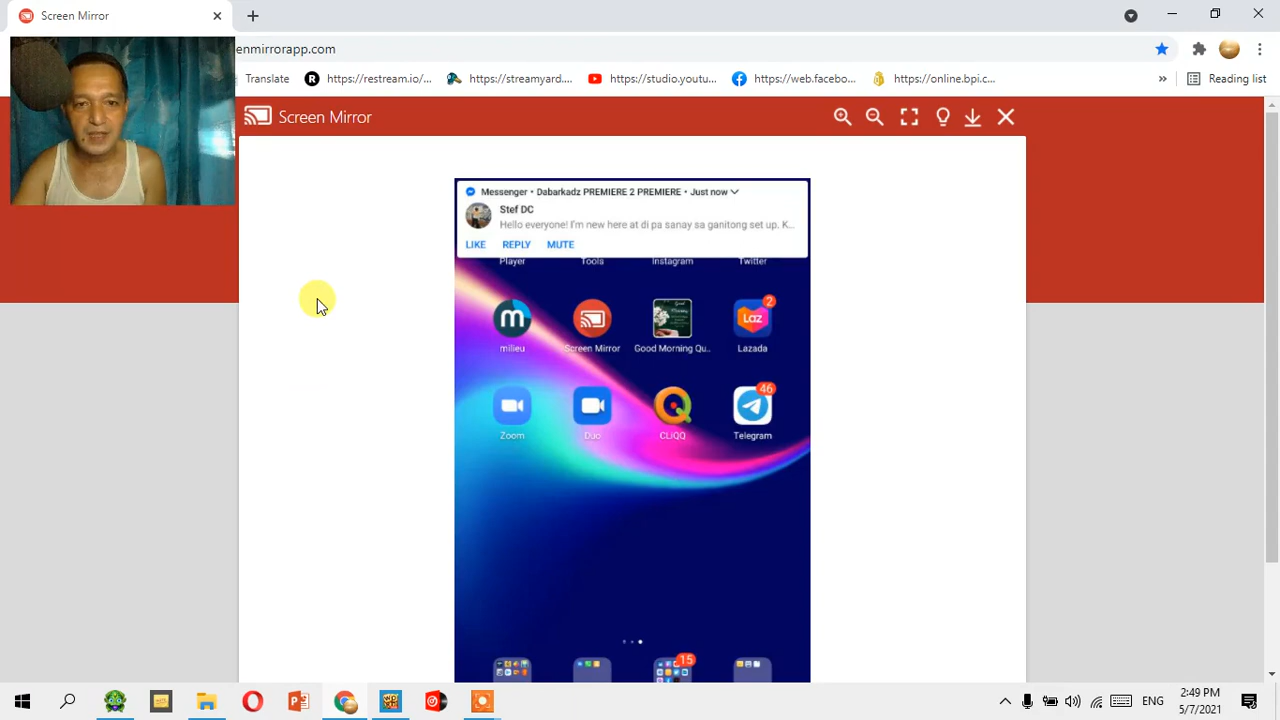 Screen Mirror
enmirrorapp.com
Translate
https://restream.io/...
https://streamyard...
https://studio.youtu...
https://web.facebo...
https://online.bpi.c...
»
Reading list
Screen Mirror
Messenger • Dabarkadz PREMIERE 2 PREMIERE • Just now
Stef DC
Hello everyone! I'm new here at di pa sanay sa ganitong set up. K...
LIKE REPLY MUTE
Player Tools Instagram Twitter
m
Laz
2
milieu Screen Mirror Good Morning Qu.. Lazada
46
Zoom Duo CLiQQ Telegram
15
ENG
2:49 PM
5/7/2021